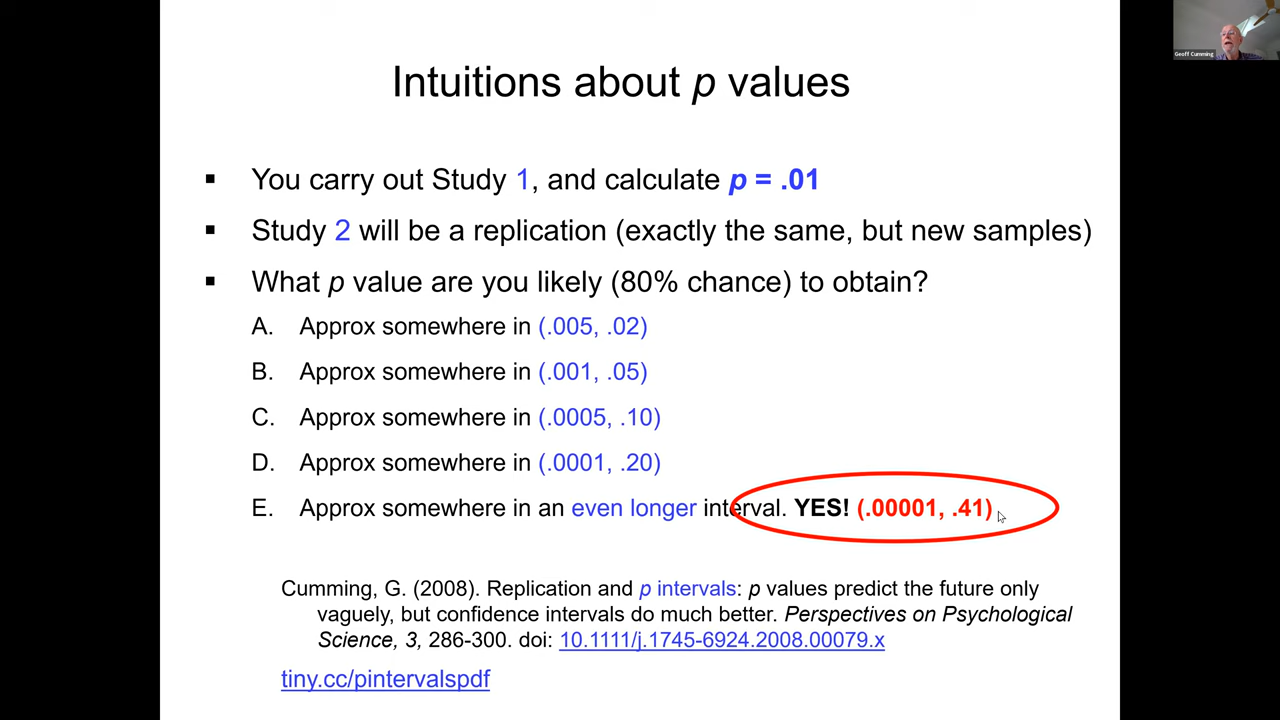 Geoff Cumming
Intuitions about p values
▪ You carry out Study 1, and calculate p = .01
▪ Study 2 will be a replication (exactly the same, but new samples)
▪ What p value are you likely (80% chance) to obtain?
A. Approx somewhere in (.005, .02)
B. Approx somewhere in (.001, .05)
C. Approx somewhere in (.0005, .10)
D. Approx somewhere in (.0001, .20)
E. Approx somewhere in an even longer interval. YES! (.00001, .41)
Cumming, G. (2008). Replication and p intervals: p values predict the future only
vaguely, but confidence intervals do much better. Perspectives on Psychological
Science, 3, 286-300. doi: 10.1111/j.1745-6924.2008.00079.x
tiny.cc/pintervalspdf